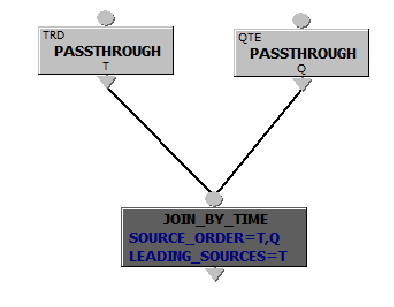 TRD
PASSTHROUGH
T
QTE
PASSTHROUGH
Q
JOIN_BY_TIME
SOURCE_ORDER=T,Q
LEADING_SOURCES=T